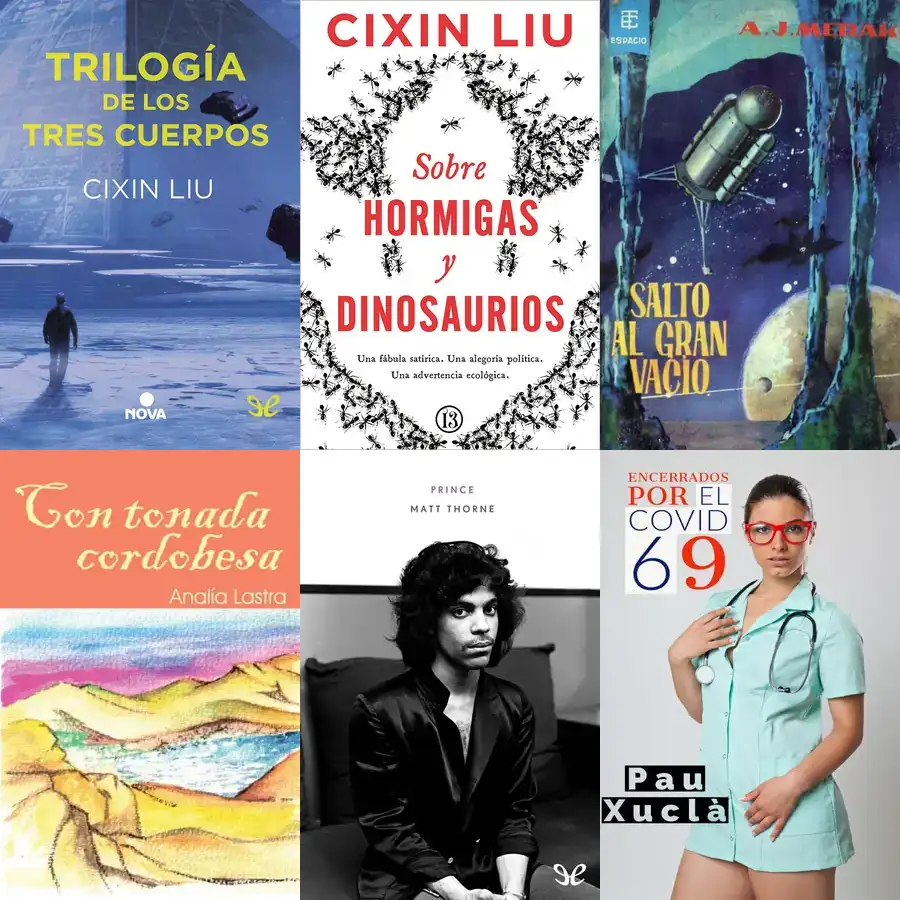 TRILOGÍA
DE LOS
TRES CUERPOS
CIXIN LIU
NOVA
CIXIN LIU
Sobre
HORMIGAS
y
DINOSAURIOS
Una fábula satírica. Una alegoría política.
Una advertencia ecológica.
13
ESPACIO
SALTO
AL GRAN
VACIO
Con tonada
cordobesa
Analía Lastra
PRINCE
MATT THORNE
ENCERRADOS
POR EL
COVID
69
Pau
Xuclà